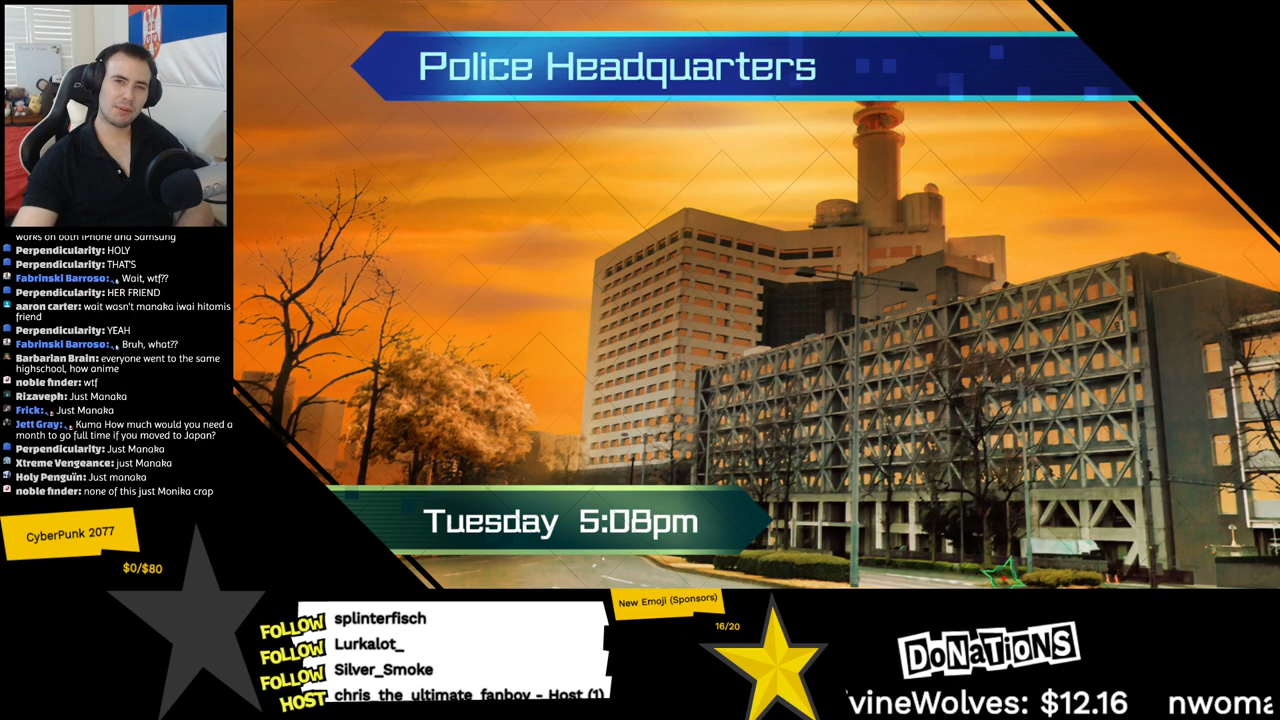 Police Headquarters
works on both iPhone and Samsung
Perpendicularity: HOLY
Perpendicularity: THAT'S
Fabrinski Barroso: Wait, wtf??
Perpendicularity: HER FRIEND
aaron carter: wait wasn't manaka iwai hitomis
friend
Perpendicularity: YEAH
Fabrinski Barroso: Bruh, what??
Barbarian Brain: everyone went to the same
highschool, how anime
noble finder: wtf
Rizaveph: Just Manaka
Frick: Just Manaka
Jett Gray: Kuma How much would you need a
month to go full time if you moved to Japan?
Perpendicularity: Just Manaka
Xtreme Vengeance: just Manaka
Holy Penguïn: Just manaka
noble finder: none of this just Monika crap
Tuesday 5:08pm
CyberPunk 2077
$0/$80
FOLLOW splinterfisch
FOLLOW Lurkalot_
FOLLOW Silver_Smoke
HOST chris_the_ultimate_fanboy - Host (1)
New Emoji (Sponsors)
16/20
DoNaTioNS
vineWolves: $12.16 nwoma